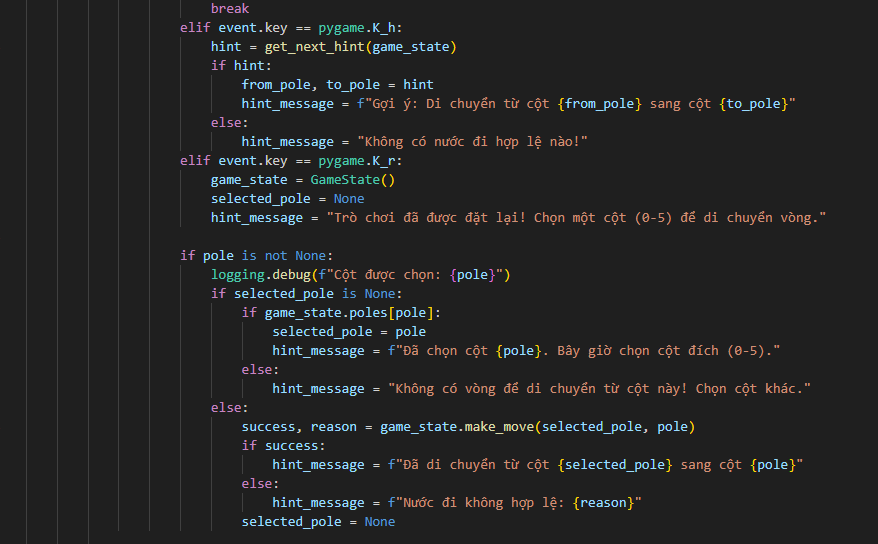 break
elif event.key == pygame.K_h:
hint = get_next_hint(game_state)
if hint:
from_pole, to_pole = hint
hint_message = f"Gợi ý: Di chuyển từ cột {from_pole} sang cột {to_pole}"
else:
hint_message = "Không có nước đi hợp lệ nào!"
elif event.key == pygame.K_r:
game_state = GameState()
selected_pole = None
hint_message = "Trò chơi đã được đặt lại! Chọn một cột (0-5) để di chuyển vòng."
if pole is not None:
logging.debug(f"Cột được chọn: {pole}")
if selected_pole is None:
if game_state.poles[pole]:
selected_pole = pole
hint_message = f"Đã chọn cột {pole}. Bây giờ chọn cột đích (0-5)."
else:
hint_message = "Không có vòng để di chuyển từ cột này! Chọn cột khác."
else:
success, reason = game_state.make_move(selected_pole, pole)
if success:
hint_message = f"Đã di chuyển từ cột {selected_pole} sang cột {pole}"
else:
hint_message = f"Nước đi không hợp lệ: {reason}"
selected_pole = None